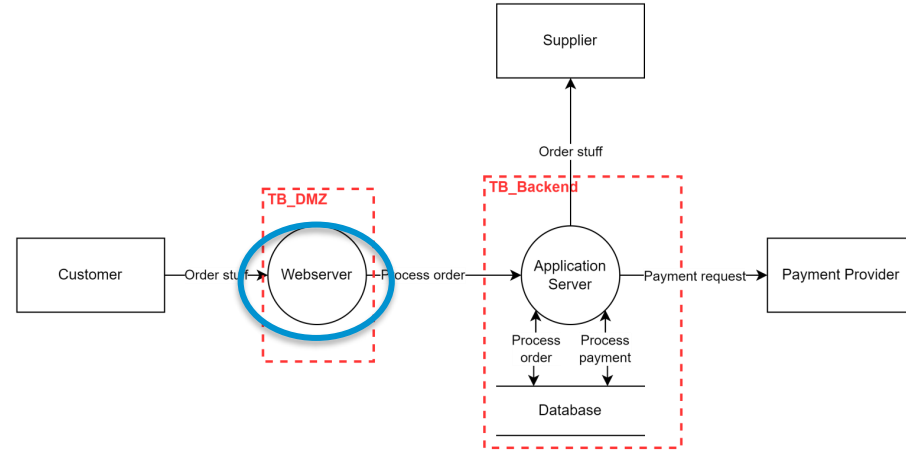 Supplier
Order stuff
TB_Backend
TB_DMZ
Customer
Order stuff
Webserver
Process order
Application
Server
Payment request
Payment Provider
Process
order
Process
payment
Database